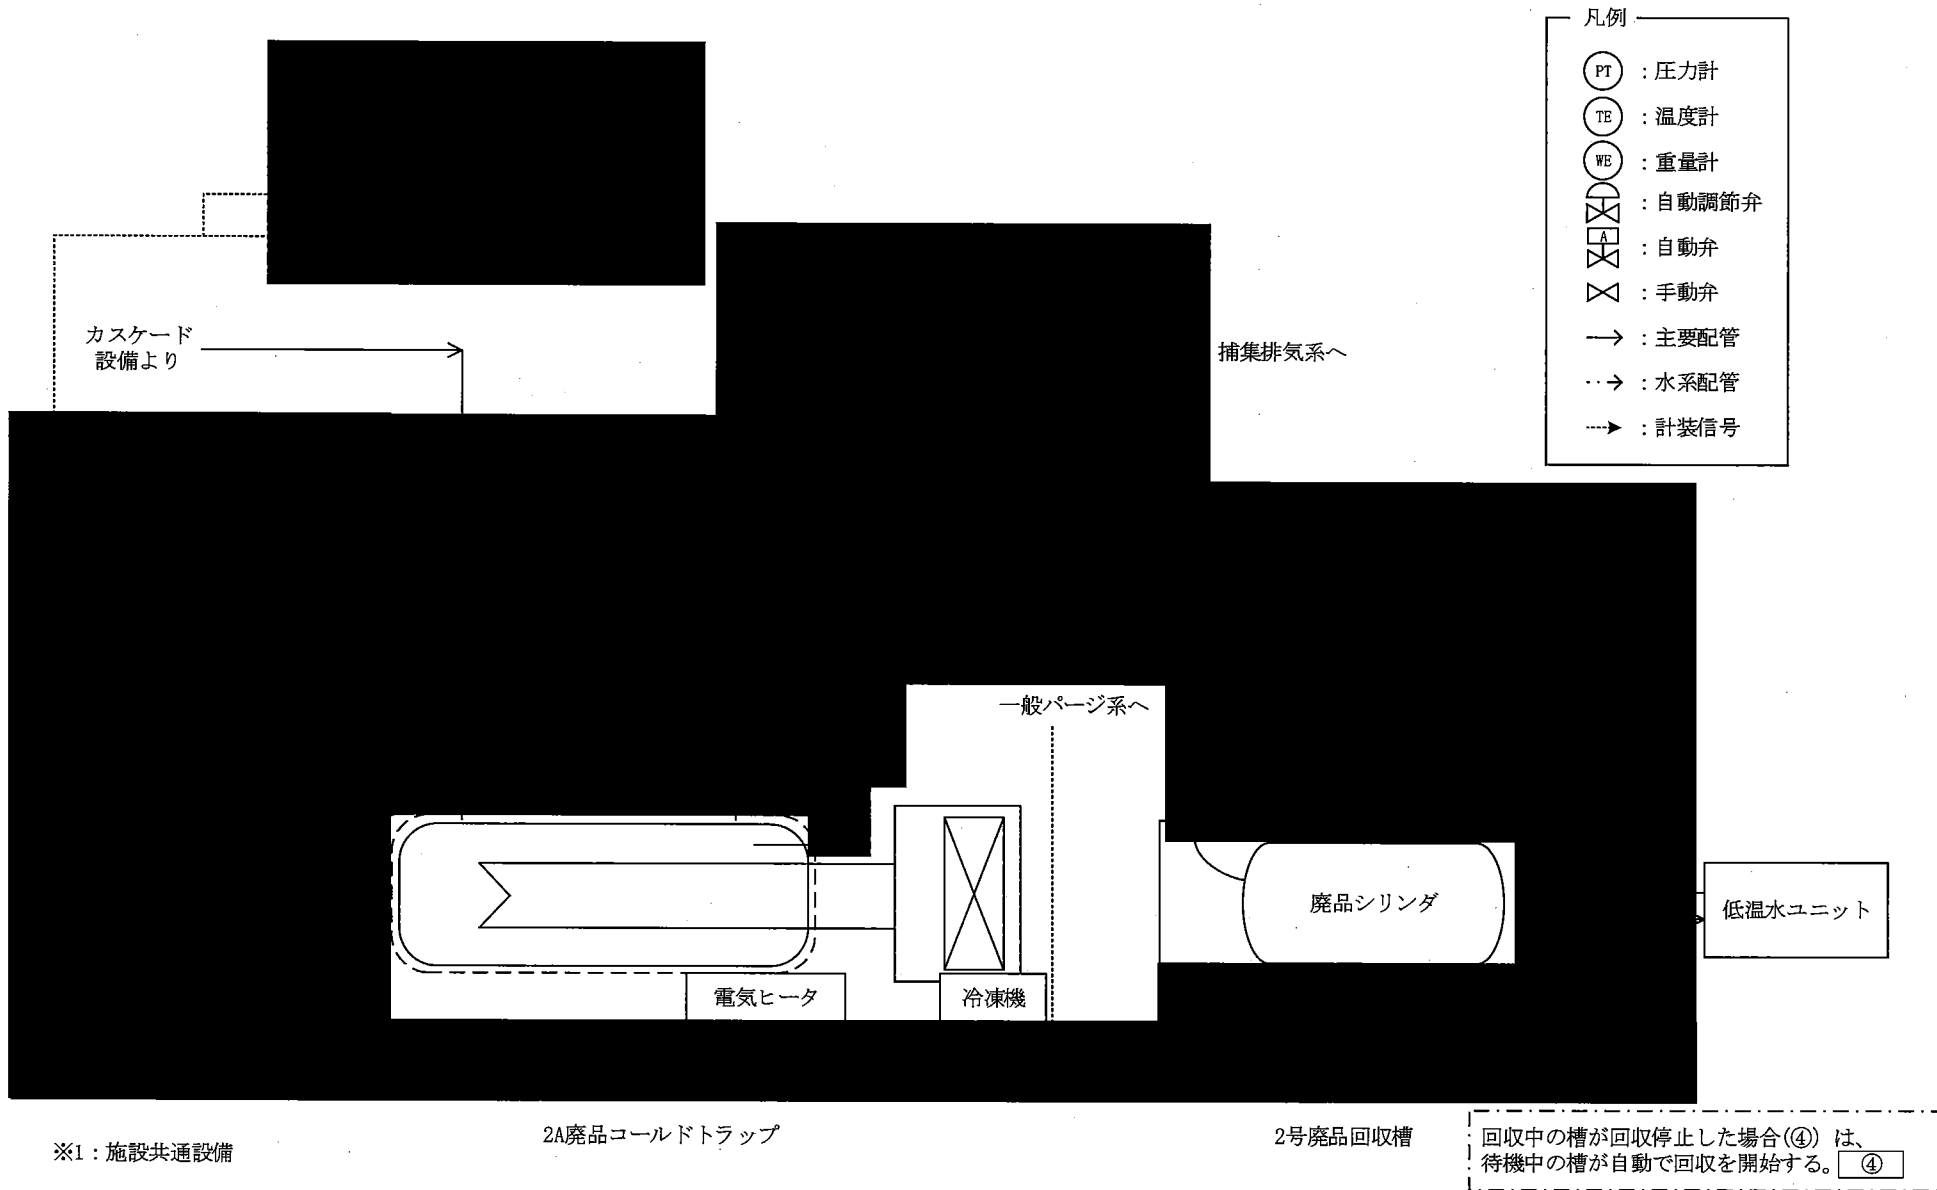 凡例
PT ：圧力計
TE ：温度計
WE ：重量計
：自動調節弁
A ：自動弁
：手動弁
：主要配管
：水系配管
：計装信号
カスケード
設備より
捕集排気系へ
一般パージ系へ
廃品シリンダ
低温水ユニット
電気ヒータ
冷凍機
2A廃品コールドトラップ
2号廃品回収槽
※1：施設共通設備
回収中の槽が回収停止した場合(④) は、
待機中の槽が自動で回収を開始する。 ④